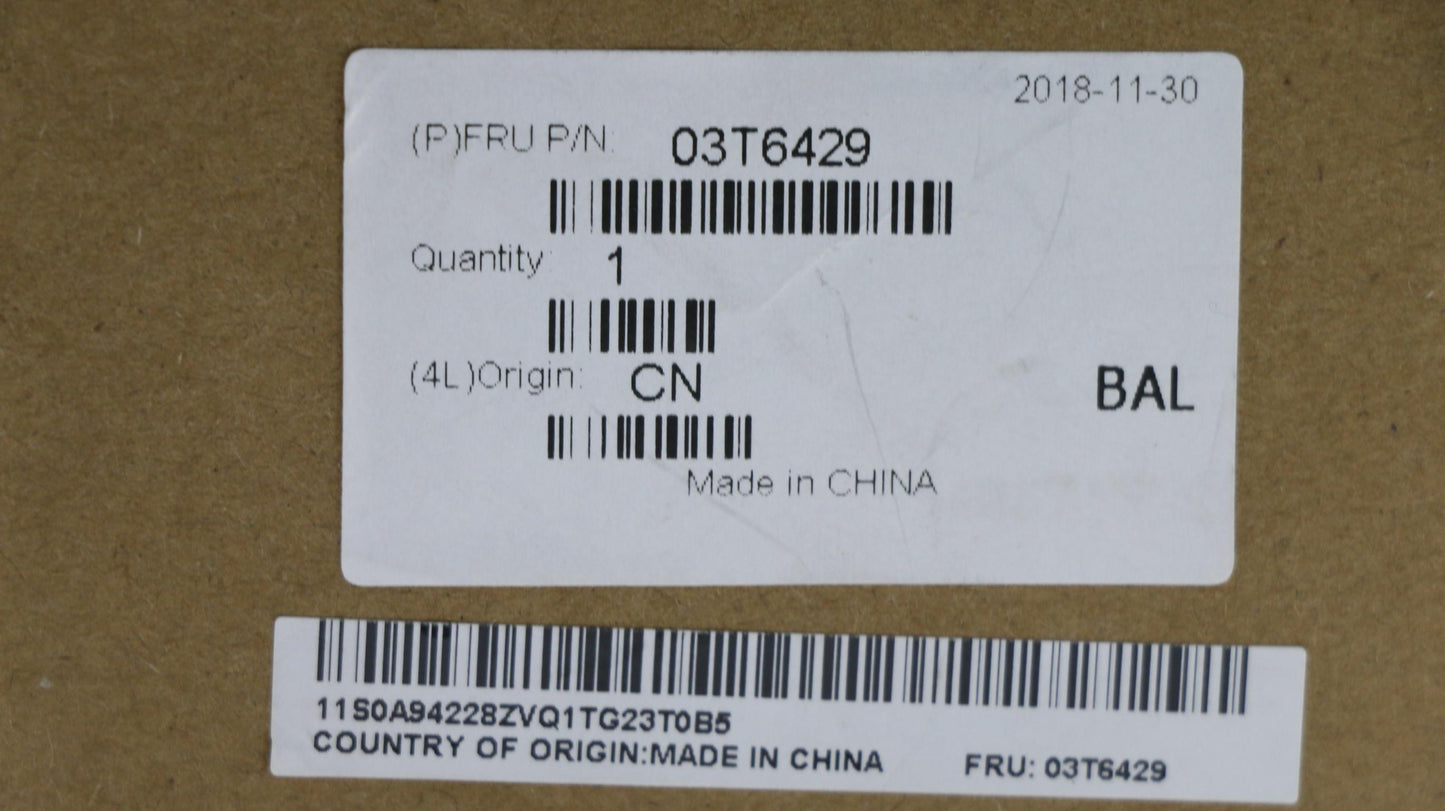 2018-11-30
(P)FRU P/N: 03T6429
Quantity: 1
(4L)Origin: CN
BAL
Made in CHINA
11S0A94228ZVQ1TG23T0B5
COUNTRY OF ORIGIN:MADE IN CHINA FRU: 03T6429